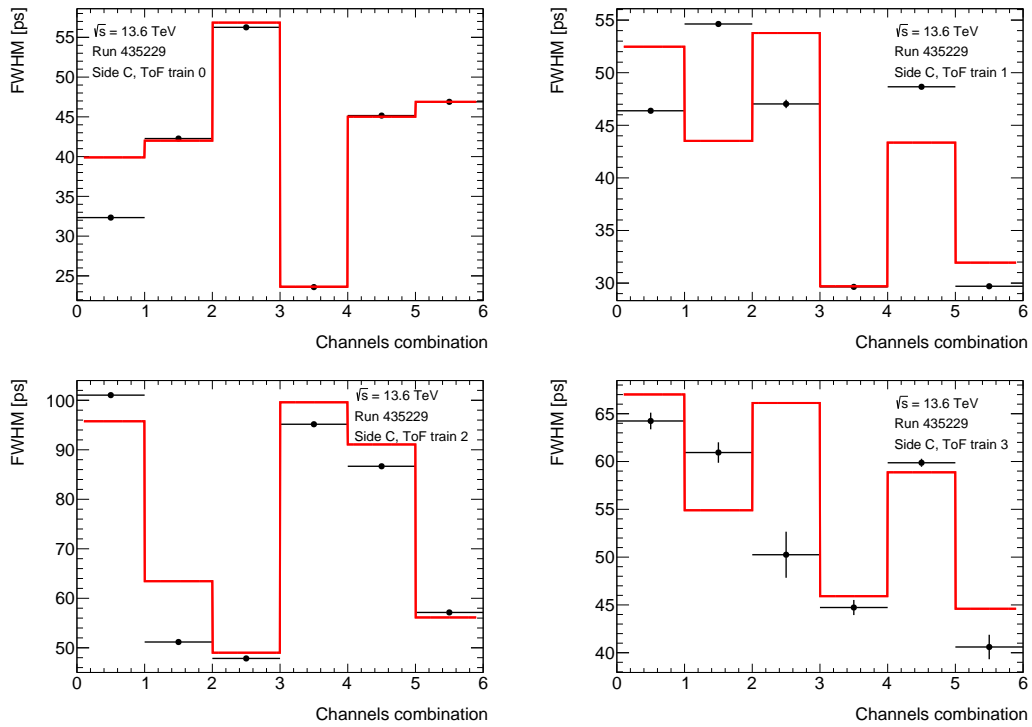 FWHM [ps]
55
50
45
40
35
30
25
√s = 13.6 TeV
Run 435229
Side C, ToF train 0
0 1 2 3 4 5 6
Channels combination
FWHM [ps]
55
50
45
40
35
30
√s = 13.6 TeV
Run 435229
Side C, ToF train 1
0 1 2 3 4 5 6
Channels combination
FWHM [ps]
100
90
80
70
60
50
√s = 13.6 TeV
Run 435229
Side C, ToF train 2
0 1 2 3 4 5 6
Channels combination
FWHM [ps]
65
60
55
50
45
40
√s = 13.6 TeV
Run 435229
Side C, ToF train 3
0 1 2 3 4 5 6
Channels combination